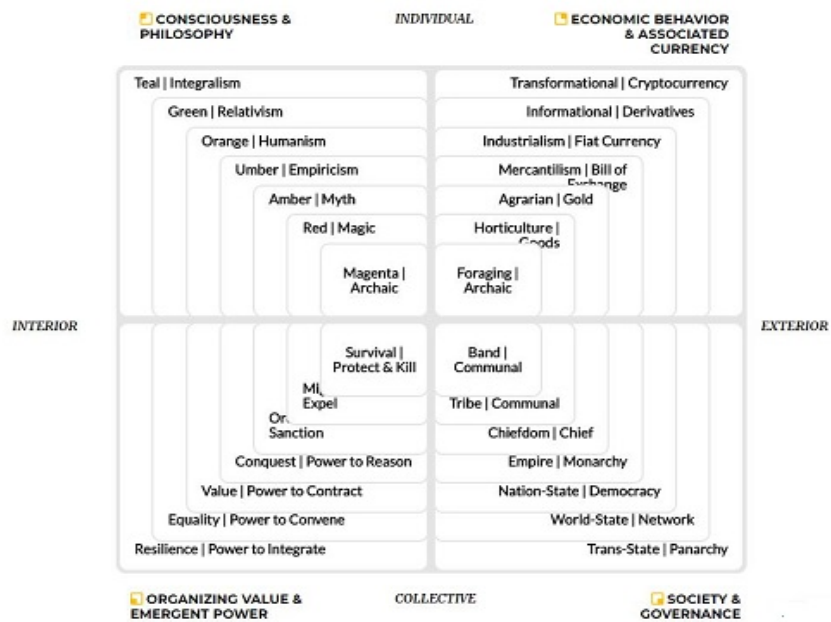 CONSCIOUSNESS &
PHILOSOPHY
INDIVIDUAL
ECONOMIC BEHAVIOR
& ASSOCIATED
CURRENCY
Teal | Integralism
Green | Relativism
Orange | Humanism
Umber | Empiricism
Amber | Myth
Red | Magic
Magenta |
Archaic
Transformational | Cryptocurrency
Informational | Derivatives
Industrialism | Fiat Currency
Mercantilism | Bill of
Exchange
Agrarian | Gold
Horticulture |
Goods
Foraging |
Archaic
INTERIOR
EXTERIOR
Survival |
Protect & Kill
Expel
Sanction
Conquest | Power to Reason
Value | Power to Contract
Equality | Power to Convene
Resilience | Power to Integrate
Band |
Communal
Tribe | Communal
Chiefdom | Chief
Empire | Monarchy
Nation-State | Democracy
World-State | Network
Trans-State | Panarchy
ORGANIZING VALUE &
EMERGENT POWER
COLLECTIVE
SOCIETY &
GOVERNANCE